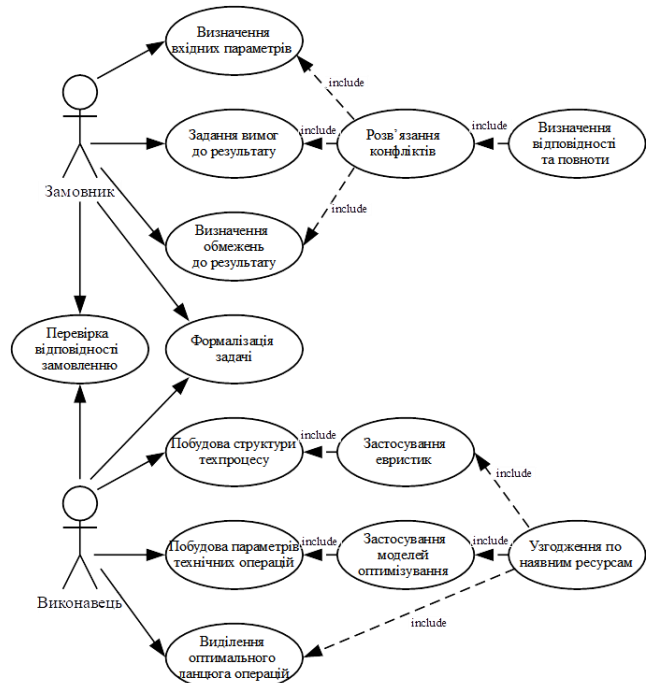 Визначення
вхідних параметрів
include
Задання вимог
до результату
include
Розв’язання
конфліктів
include
Визначення
відповідності
та повноти
Замовник
include
Визначення
обмежень
до результату
Перевірка
відповідності
замовленню
Формалізація
задачі
Побудова структури
техпроцесу
include
Застосування
евристик
include
Побудова параметрів
технічних операцій
include
Застосування
моделей
оптимізування
include
Узгодження по
наявним ресурсам
Виконавець
include
Виділення
оптимального
ланцюга операцій